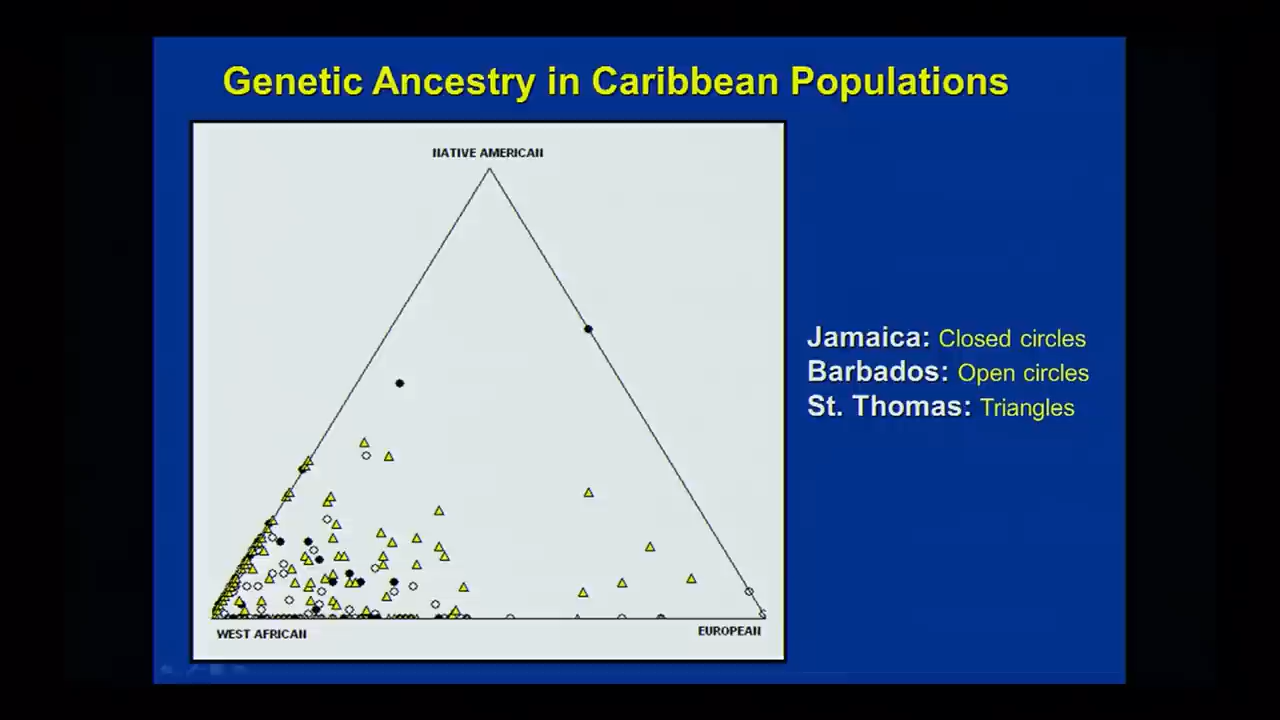 Genetic Ancestry in Caribbean Populations
NATIVE AMERICAN
Jamaica: Closed circles
Barbados: Open circles
St. Thomas: Triangles
WEST AFRICAN
EUROPEAN